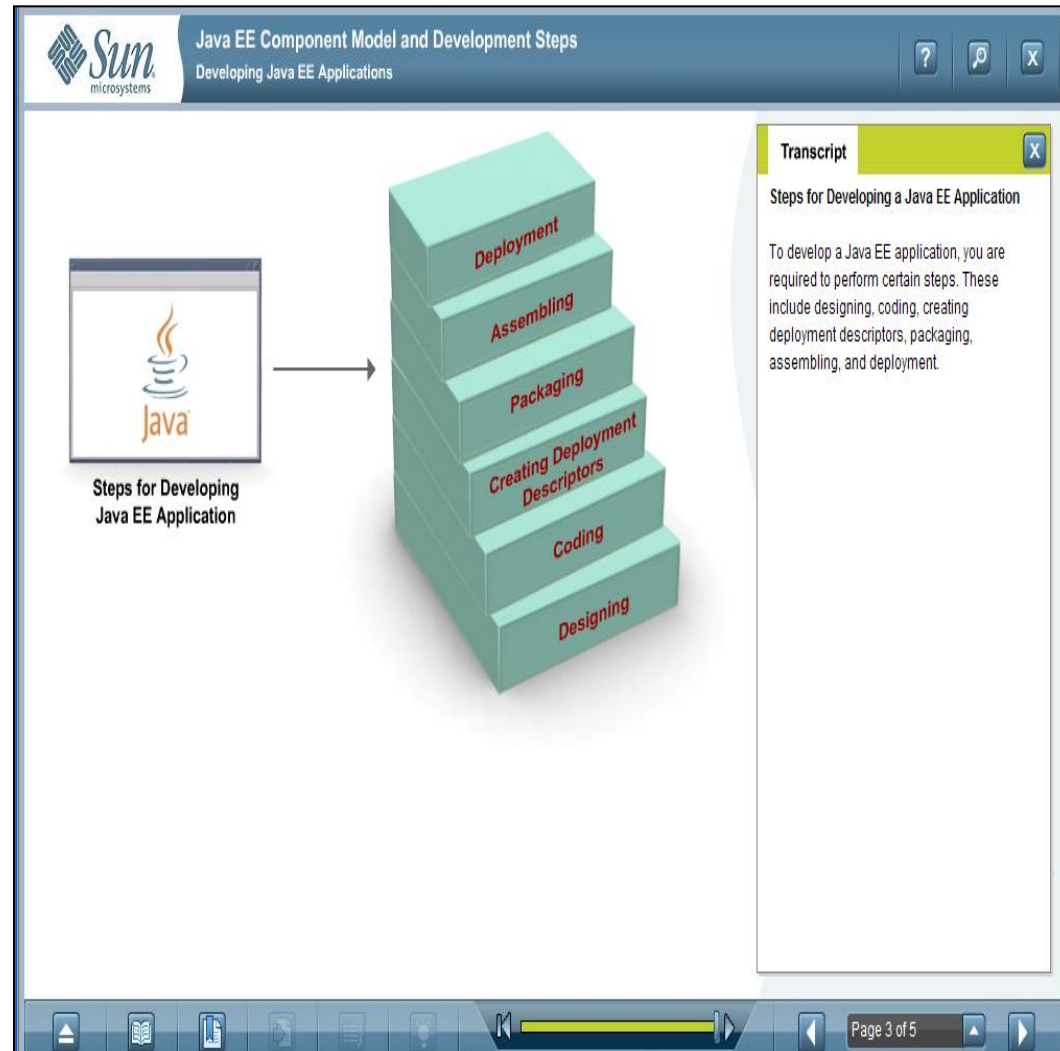 Sun
microsystems
Java EE Component Model and Development Steps
Developing Java EE Applications
?
X
Java
Steps for Developing
Java EE Application
Deployment
Assembling
Packaging
Creating Deployment
Descriptors
Coding
Designing
Transcript
X
Steps for Developing a Java EE Application
To develop a Java EE application, you are
required to perform certain steps. These
include designing, coding, creating
deployment descriptors, packaging,
assembling, and deployment.
Page 3 of 5